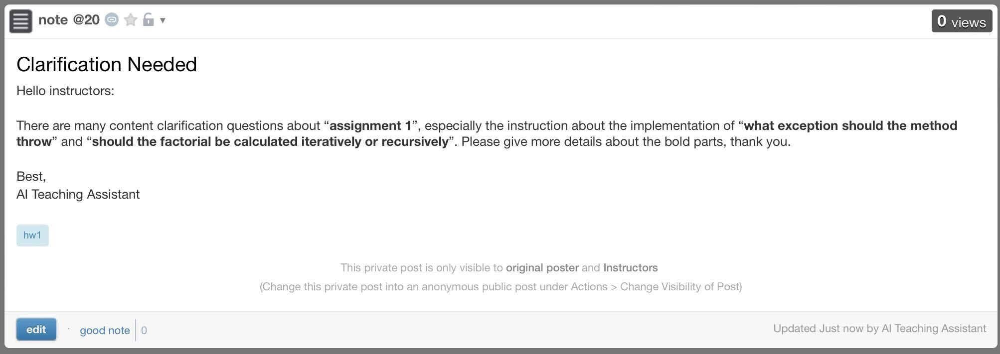 note @20
0 views
Clarification Needed
Hello instructors:
There are many content clarification questions about “assignment 1”, especially the instruction about the implementation of “what exception should the method
throw” and “should the factorial be calculated iteratively or recursively”. Please give more details about the bold parts, thank you.
Best,
AI Teaching Assistant
hw1
This private post is only visible to original poster and Instructors
(Change this private post into an anonymous public post under Actions > Change Visibility of Post)
edit · good note 0
Updated Just now by AI Teaching Assistant